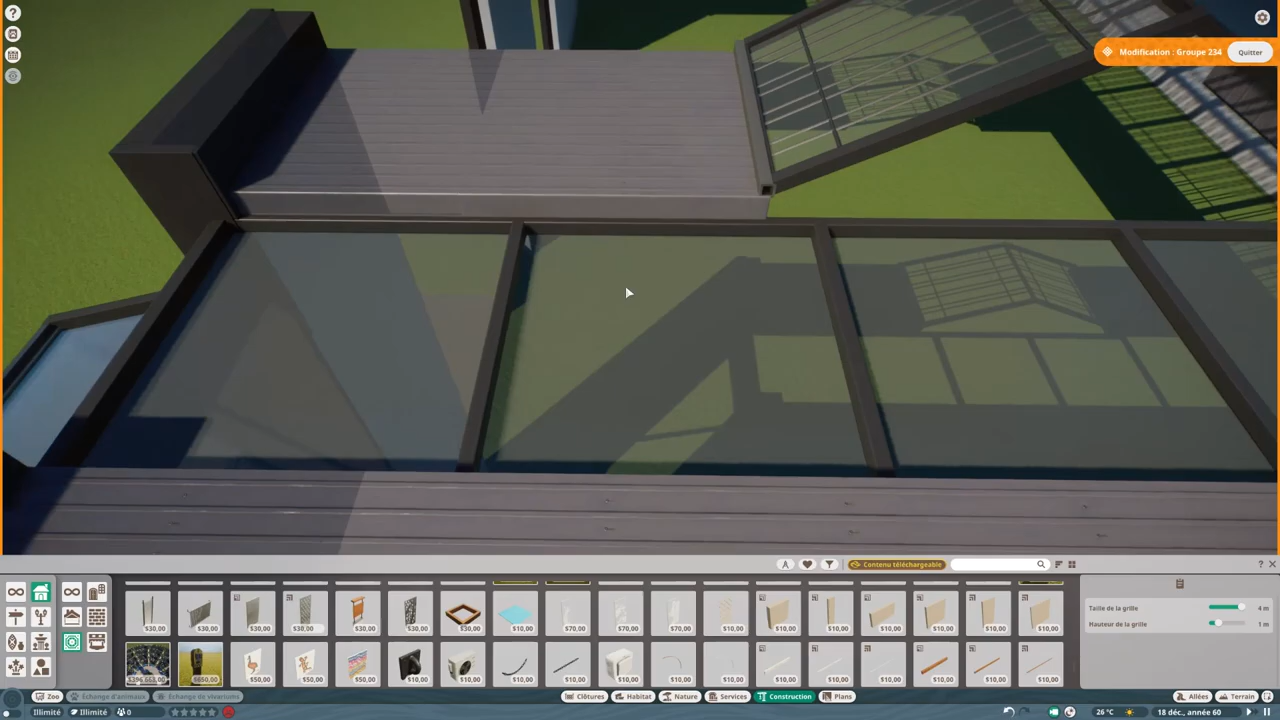 ?
Modification : Groupe 234
Quitter
Contenu téléchargeable
?
$30,00 $30,00 $30,00 $38,00 $30,00 $30,00 $30,00 $10,00 $70,00 $70,00 $70,00 $10,00 $10,00 $10,00 $10,00 $10,00 $10,00 $10,00
$650,00 $50,00 $50,00 $50,00 $10,00 $10,00 $10,00 $10,00 $10,00 $10,00 $10,00 $10,00 $10,00 $10,00 $10,00 $10,00 $10,00
Taille de la grille 4 m
Hauteur de la grille 1 m
Zoo Échange d'animaux Échange de vivariums Clôtures Habitat Nature Services Construction Plans Allées Terrain
Illimité Illimité 0 26 °C 18 déc., année 60